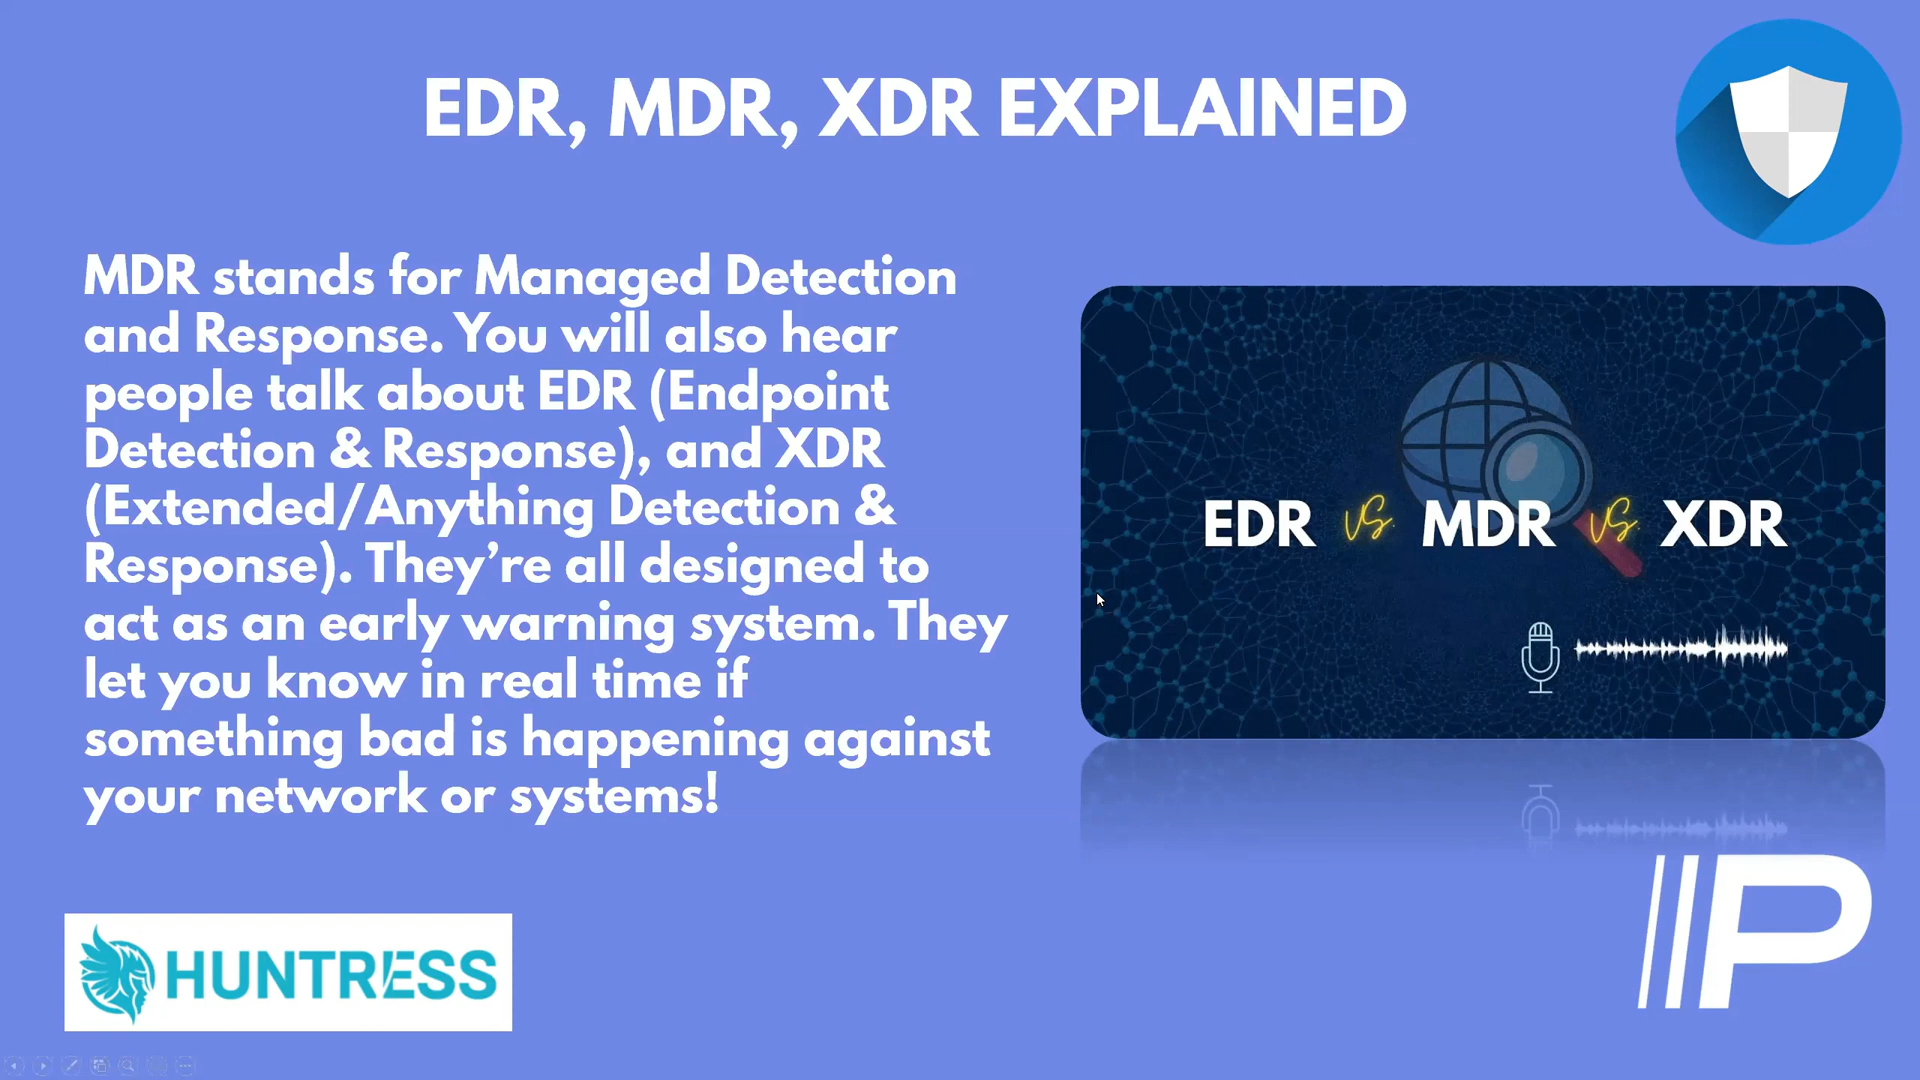 EDR, MDR, XDR EXPLAINED
MDR stands for Managed Detection
and Response. You will also hear
people talk about EDR (Endpoint
Detection & Response), and XDR
(Extended/Anything Detection &
Response). They’re all designed to
act as an early warning system. They
let you know in real time if
something bad is happening against
your network or systems!
EDR VS. MDR VS. XDR
HUNTRESS
P